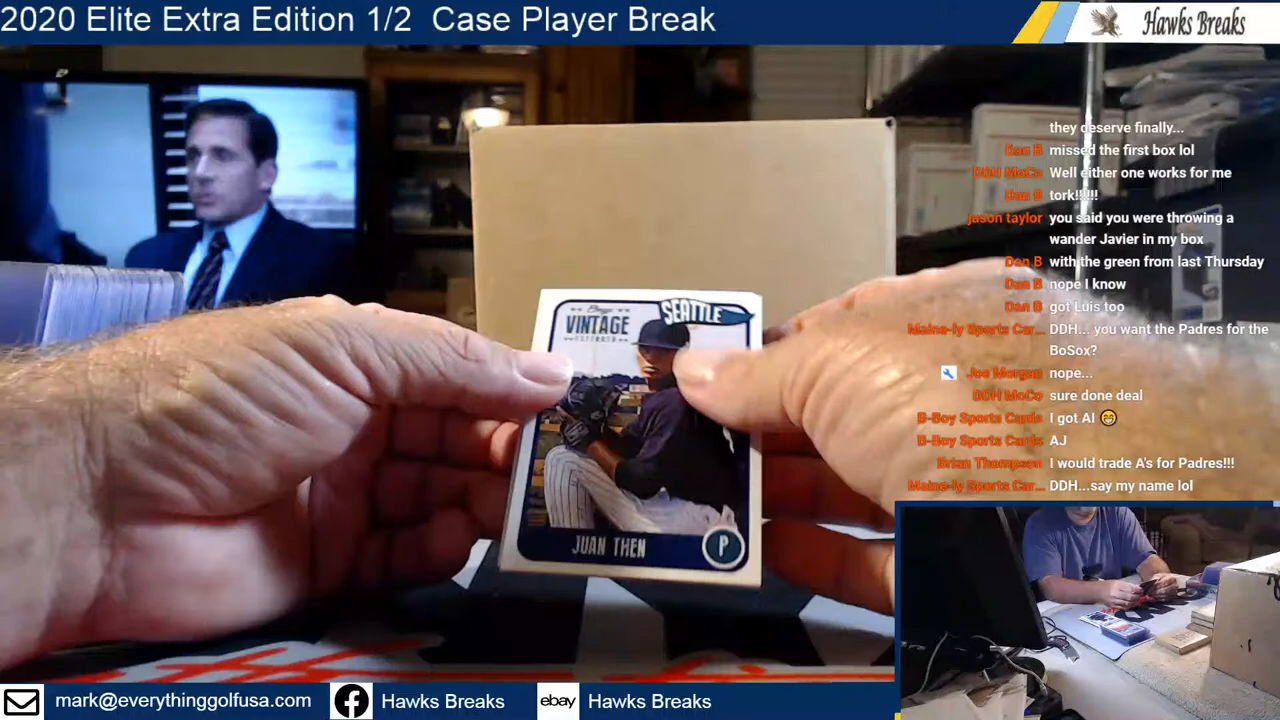 2020 Elite Extra Edition 1/2 Case Player Break
Hawks Breaks
they deserve finally...
Dan B missed the first box lol
DDH MoCo Well either one works for me
Dan B tork!!!!!
jason taylor you said you were throwing a
wander Javier in my box
Dan B with the green from last Thursday
Dan B nope I know
Dan B got Luis too
Maine-ly Sports Car... DDH... you want the Padres for the
BoSox?
Joe Morgan nope...
DDH MoCo sure done deal
B-Boy Sports Cards I got AI 😁
B-Boy Sports Cards AJ
Brian Thompson I would trade A's for Padres!!!
Maine-ly Sports Car... DDH...say my name lol
SEATTLE
VINTAGE
JUAN THEN
P
mark@everythinggolfusa.com
Hawks Breaks
ebay
Hawks Breaks